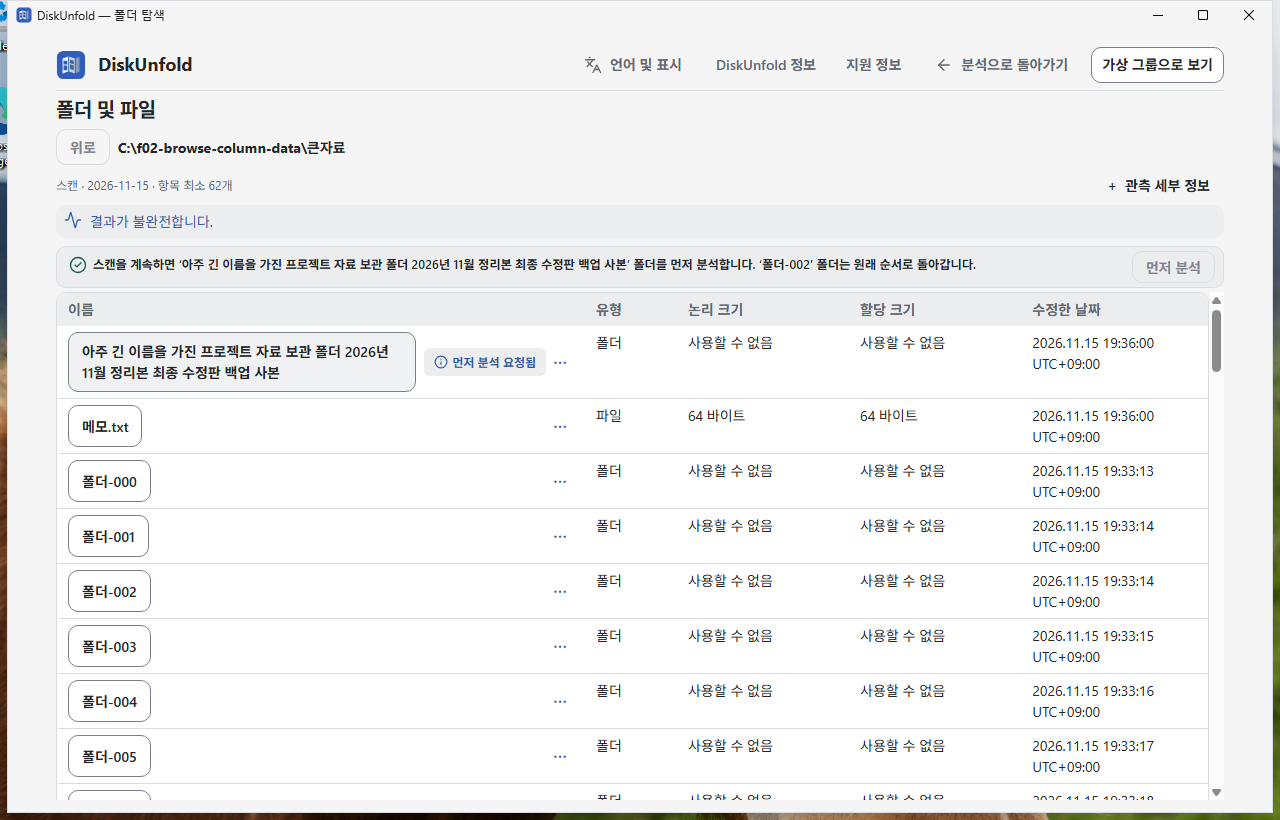 DiskUnfold — 폴더 탐색
DiskUnfold
언어 및 표시
DiskUnfold 정보
지원 정보
← 분석으로 돌아가기
가상 그룹으로 보기
폴더 및 파일
위로
C:\f02-browse-column-data\큰자료
스캔 · 2026-11-15 · 항목 최소 62개
+ 관측 세부 정보
결과가 불완전합니다.
스캔을 계속하면 ‘아주 긴 이름을 가진 프로젝트 자료 보관 폴더 2026년 11월 정리본 최종 수정판 백업 사본’ 폴더를 먼저 분석합니다. ‘폴더-002’ 폴더는 원래 순서로 돌아갑니다.
먼저 분석
이름 유형 논리 크기 할당 크기 수정한 날짜
아주 긴 이름을 가진 프로젝트 자료 보관 폴더 2026년
11월 정리본 최종 수정판 백업 사본
먼저 분석 요청됨
...
폴더 사용할 수 없음 사용할 수 없음 2026.11.15 19:36:00
UTC+09:00
메모.txt ... 파일 64 바이트 64 바이트 2026.11.15 19:36:00
UTC+09:00
폴더-000 ... 폴더 사용할 수 없음 사용할 수 없음 2026.11.15 19:33:13
UTC+09:00
폴더-001 ... 폴더 사용할 수 없음 사용할 수 없음 2026.11.15 19:33:14
UTC+09:00
폴더-002 ... 폴더 사용할 수 없음 사용할 수 없음 2026.11.15 19:33:14
UTC+09:00
폴더-003 ... 폴더 사용할 수 없음 사용할 수 없음 2026.11.15 19:33:15
UTC+09:00
폴더-004 ... 폴더 사용할 수 없음 사용할 수 없음 2026.11.15 19:33:16
UTC+09:00
폴더-005 ... 폴더 사용할 수 없음 사용할 수 없음 2026.11.15 19:33:17
UTC+09:00